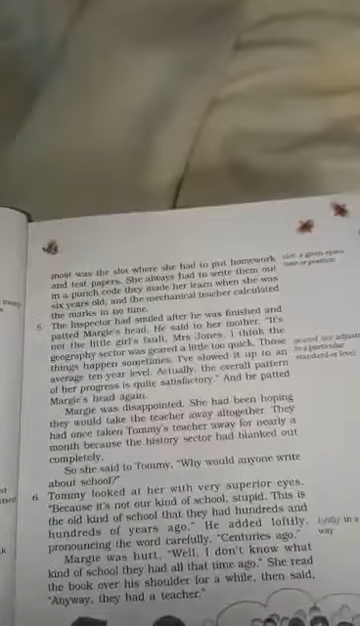 most was the slot where she had to put homework
and test papers. She always had to write them out
in a punch code they made her learn when she was
six years old, and the mechanical teacher calculated
the marks in no time.
slot: a given space,
time or position
5. The Inspector had smiled after he was finished and
patted Margie's head. He said to her mother, "It's
not the little girl's fault, Mrs Jones. I think the
geography sector was geared a little too quick. Those
things happen sometimes. I've slowed it up to an
average ten-year level. Actually, the overall pattern
of her progress is quite satisfactory." And he patted
Margie's head again.
geared to: adjusted
to a particular
standard or level
Margie was disappointed. She had been hoping
they would take the teacher away altogether. They
had once taken Tommy's teacher away for nearly a
month because the history sector had blanked out
completely.
So she said to Tommy, "Why would anyone write
about school?"
6. Tommy looked at her with very superior eyes.
"Because it's not our kind of school, stupid. This is
the old kind of school that they had hundreds and
hundreds of years ago." He added loftily,
pronouncing the word carefully, "Centuries ago."
loftily: in a
way
Margie was hurt. "Well, I don't know what
kind of school they had all that time ago." She read
the book over his shoulder for a while, then said,
"Anyway, they had a teacher."